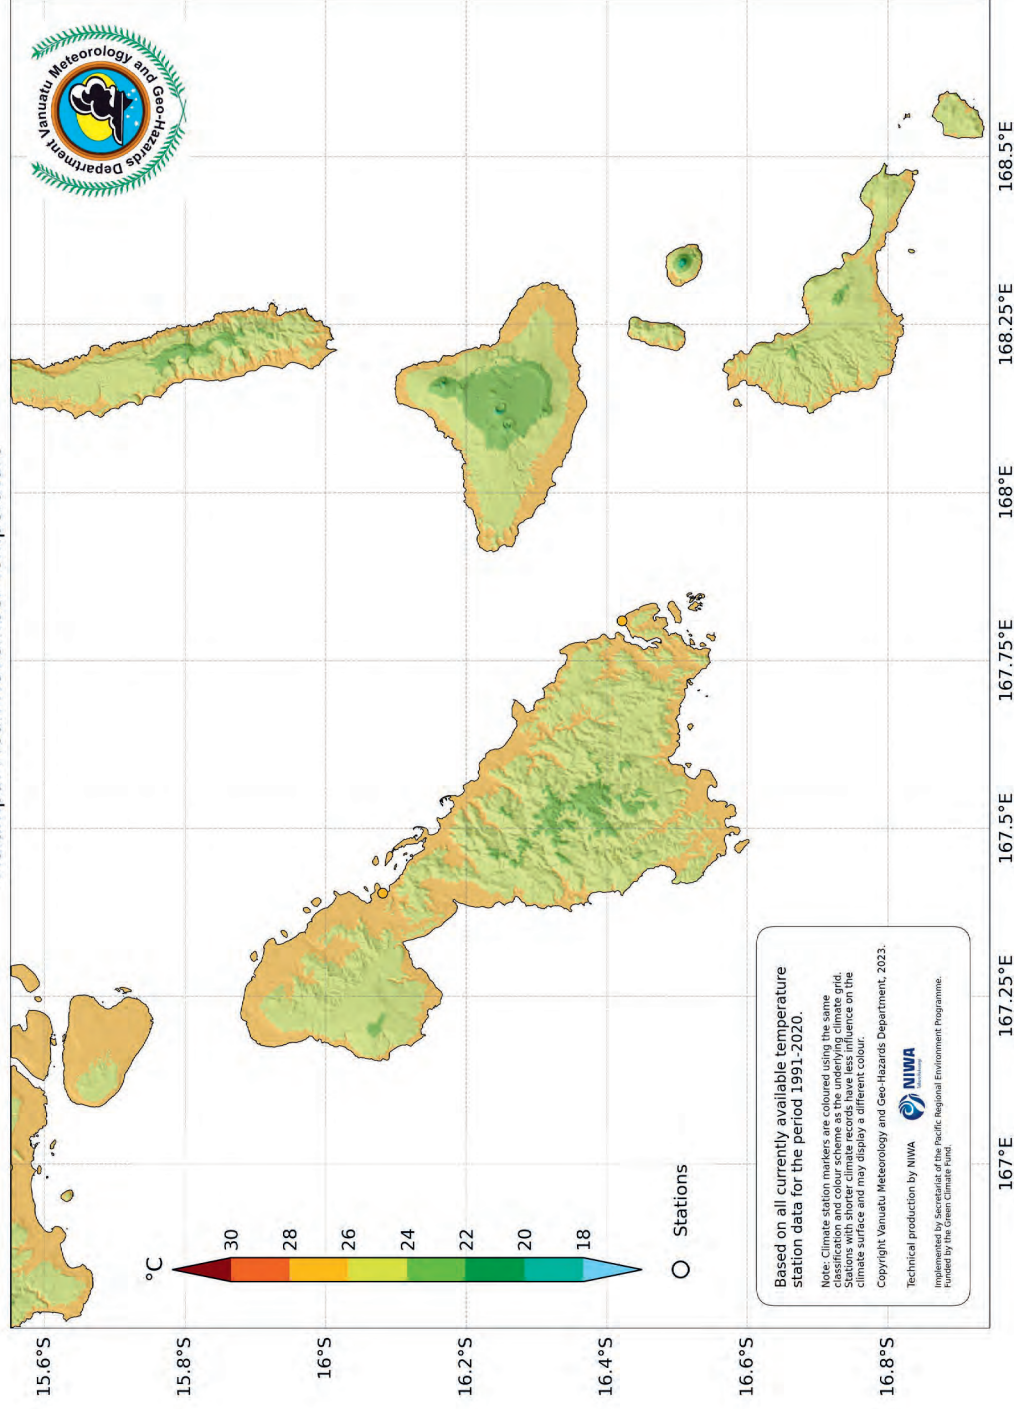 Vanuatu Meteorology and Geo-Hazards Department
°C
30
28
26
24
22
20
18
Stations
Based on all currently available temperature
station data for the period 1991-2020.
Note: Climate station markers are coloured using the same
classification and colour scheme as the underlying climate grid.
Stations with shorter climate records have less influence on the
climate surface and may display a different colour.
Copyright Vanuatu Meteorology and Geo-Hazards Department, 2023.
Technical production by NIWA
NIWA
Implemented by Secretariat of the Pacific Regional Environment Programme.
Funded by the Green Climate Fund.
15.6°S
15.8°S
16°S
16.2°S
16.4°S
16.6°S
16.8°S
167°E
167.25°E
167.5°E
167.75°E
168°E
168.25°E
168.5°E